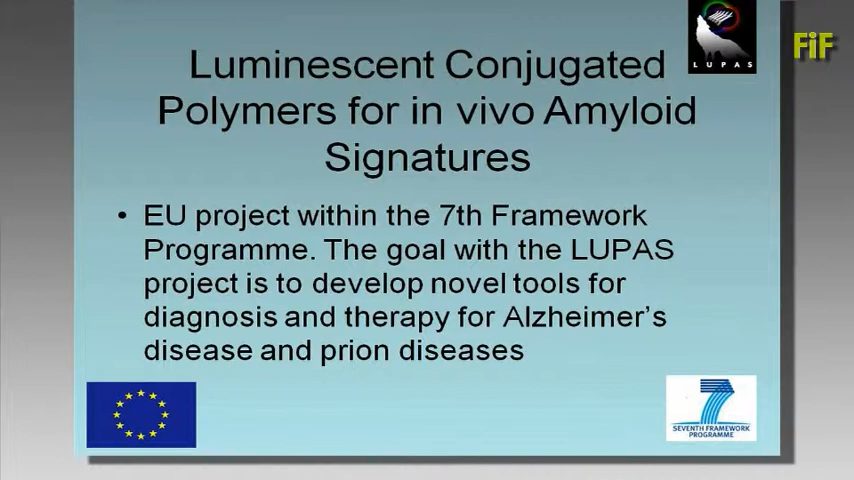 LUPAS
FiF
Luminescent Conjugated
Polymers for in vivo Amyloid
Signatures
• EU project within the 7th Framework
Programme. The goal with the LUPAS
project is to develop novel tools for
diagnosis and therapy for Alzheimer's
disease and prion diseases
7
SEVENTH FRAMEWORK
PROGRAMME